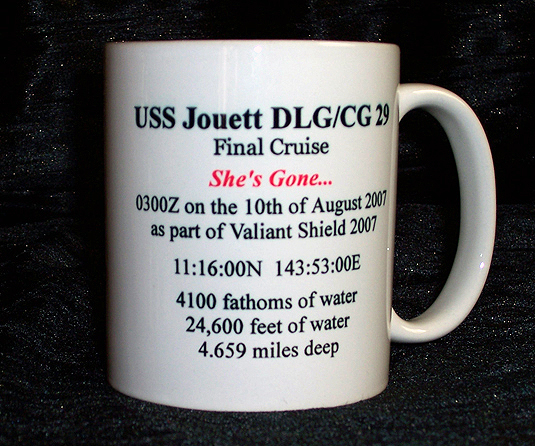 USS Jouett DLG/CG 29
Final Cruise
She's Gone...
0300Z on the 10th of August 2007
as part of Valiant Shield 2007
11:16:00N 143:53:00E
4100 fathoms of water
24,600 feet of water
4.659 miles deep